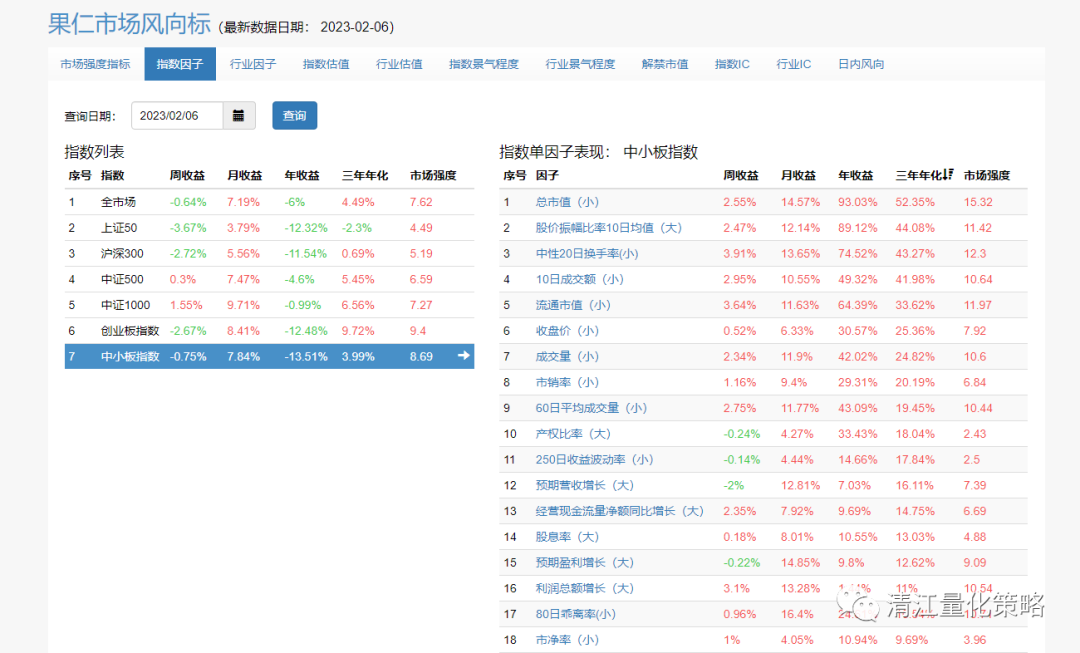 果仁市场风向标 (最新数据日期： 2023-02-06)
市场强度指标 指数因子 行业因子 指数估值 行业估值 指数景气程度 行业景气程度 解禁市值 指数IC 行业IC 日内风向
查询日期： 2023/02/06 查询
指数列表
序号 指数 周收益 月收益 年收益 三年年化 市场强度
1 全市场 -0.64% 7.19% -6% 4.49% 7.62
2 上证50 -3.67% 3.79% -12.32% -2.3% 4.49
3 沪深300 -2.72% 5.56% -11.54% 0.69% 5.19
4 中证500 0.3% 7.47% -4.6% 5.45% 6.59
5 中证1000 1.55% 9.71% -0.99% 6.56% 7.27
6 创业板指数 -2.67% 8.41% -12.48% 9.72% 9.4
7 中小板指数 -0.75% 7.84% -13.51% 3.99% 8.69
指数单因子表现： 中小板指数
序号 因子 周收益 月收益 年收益 三年年化 市场强度
1 总市值（小） 2.55% 14.57% 93.03% 52.35% 15.32
2 股价振幅比率10日均值（大） 2.47% 12.14% 89.12% 44.08% 11.42
3 中性20日换手率(小) 3.91% 13.65% 74.52% 43.27% 12.3
4 10日成交额（小） 2.95% 10.55% 49.32% 41.98% 10.64
5 流通市值（小） 3.64% 11.63% 64.39% 33.62% 11.97
6 收盘价（小） 0.52% 6.33% 30.57% 25.36% 7.92
7 成交量（小） 2.34% 11.9% 42.02% 24.82% 10.6
8 市销率（小） 1.16% 9.4% 29.31% 20.19% 6.84
9 60日平均成交量（小） 2.75% 11.77% 43.09% 19.45% 10.44
10 产权比率（大） -0.24% 4.27% 33.43% 18.04% 2.43
11 250日收益波动率（小） -0.14% 4.44% 14.66% 17.84% 2.5
12 预期营收增长（大） -2% 12.81% 7.03% 16.11% 7.39
13 经营现金流量净额同比增长（大） 2.35% 7.92% 9.69% 14.75% 6.69
14 股息率（大） 0.18% 8.01% 10.55% 13.03% 4.88
15 预期盈利增长（大） -0.22% 14.85% 9.8% 12.62% 9.09
16 利润总额增长（大） 3.1% 13.28% 11% 10.54
17 80日乖离率(小) 0.96% 16.4%
18 市净率（小） 1% 4.05% 10.94% 9.69% 3.96
清江量化策略